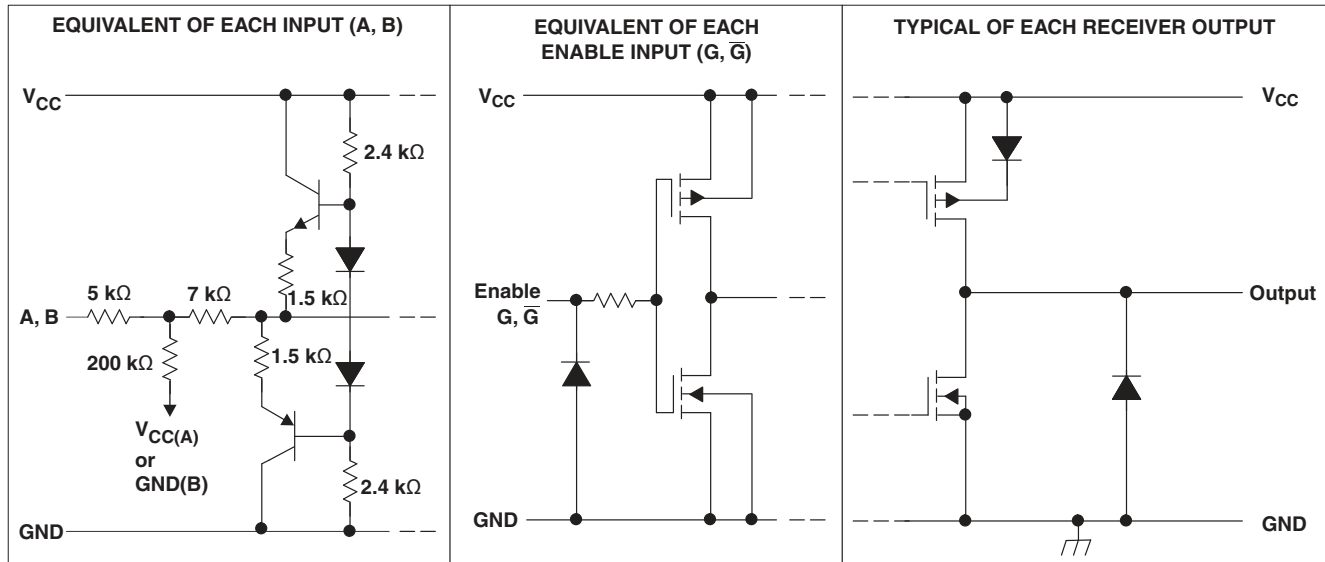 EQUIVALENT OF EACH INPUT (A, B)
VCC
2.4 kΩ
1.5 kΩ
5 kΩ
7 kΩ
A, B
200 kΩ
1.5 kΩ
VCC(A)
or
GND(B)
2.4 kΩ
GND
EQUIVALENT OF EACH
ENABLE INPUT (G, G̅)
VCC
Enable
G, G̅
GND
TYPICAL OF EACH RECEIVER OUTPUT
VCC
Output
GND